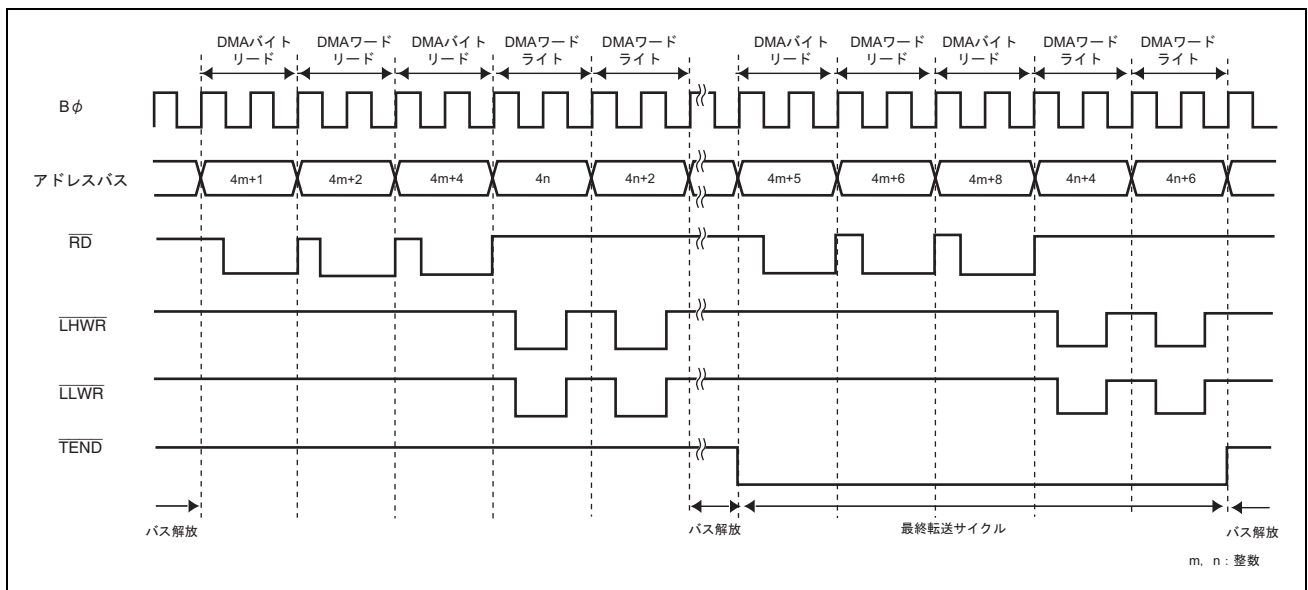 DMAバイト
リード
DMAワード
リード
DMAバイト
リード
DMAワード
ライト
DMAワード
ライト
DMAバイト
リード
DMAワード
リード
DMAバイト
リード
DMAワード
ライト
DMAワード
ライト
Bφ
アドレスバス
4m+1
4m+2
4m+4
4n
4n+2
4m+5
4m+6
4m+8
4n+4
4n+6
RD
LHWR
LLWR
TEND
バス解放
バス解放
最終転送サイクル
バス解放
m, n : 整数